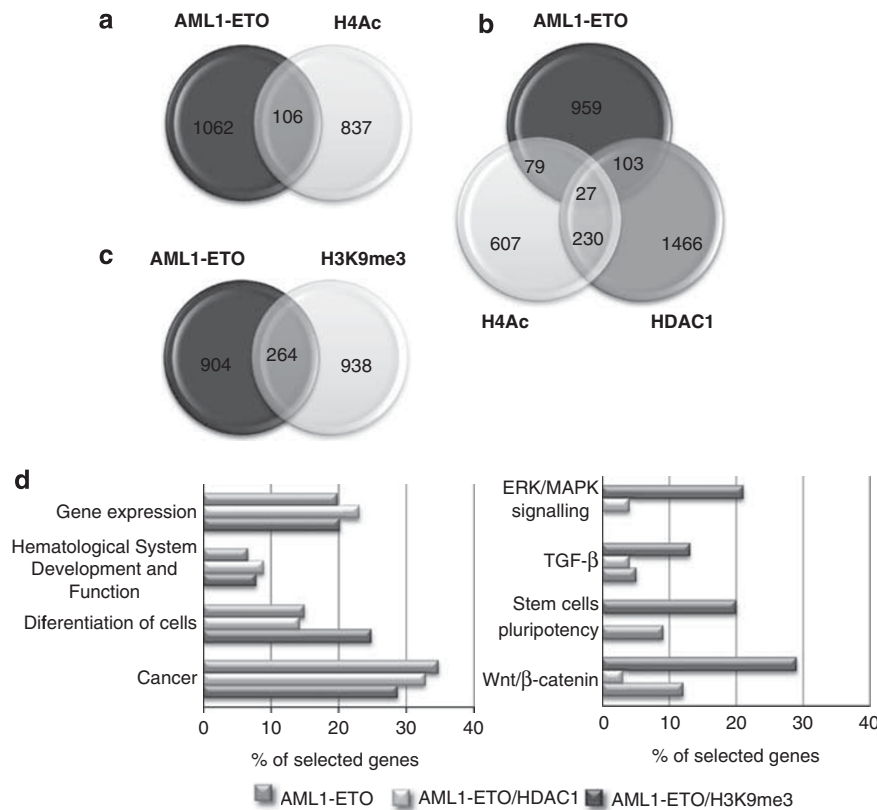 a
AML1-ETO
H4Ac
1062
106
837
b
AML1-ETO
959
79
103
27
607
230
1466
H4Ac
HDAC1
c
AML1-ETO
H3K9me3
904
264
938
d
Gene expression
Hematological System
Development and
Function
Diferentiation of cells
Cancer
0 10 20 30 40
% of selected genes
ERK/MAPK
signalling
TGF-β
Stem cells
pluripotency
Wnt/β-catenin
0 10 20 30 40
% of selected genes
AML1-ETO AML1-ETO/HDAC1 AML1-ETO/H3K9me3